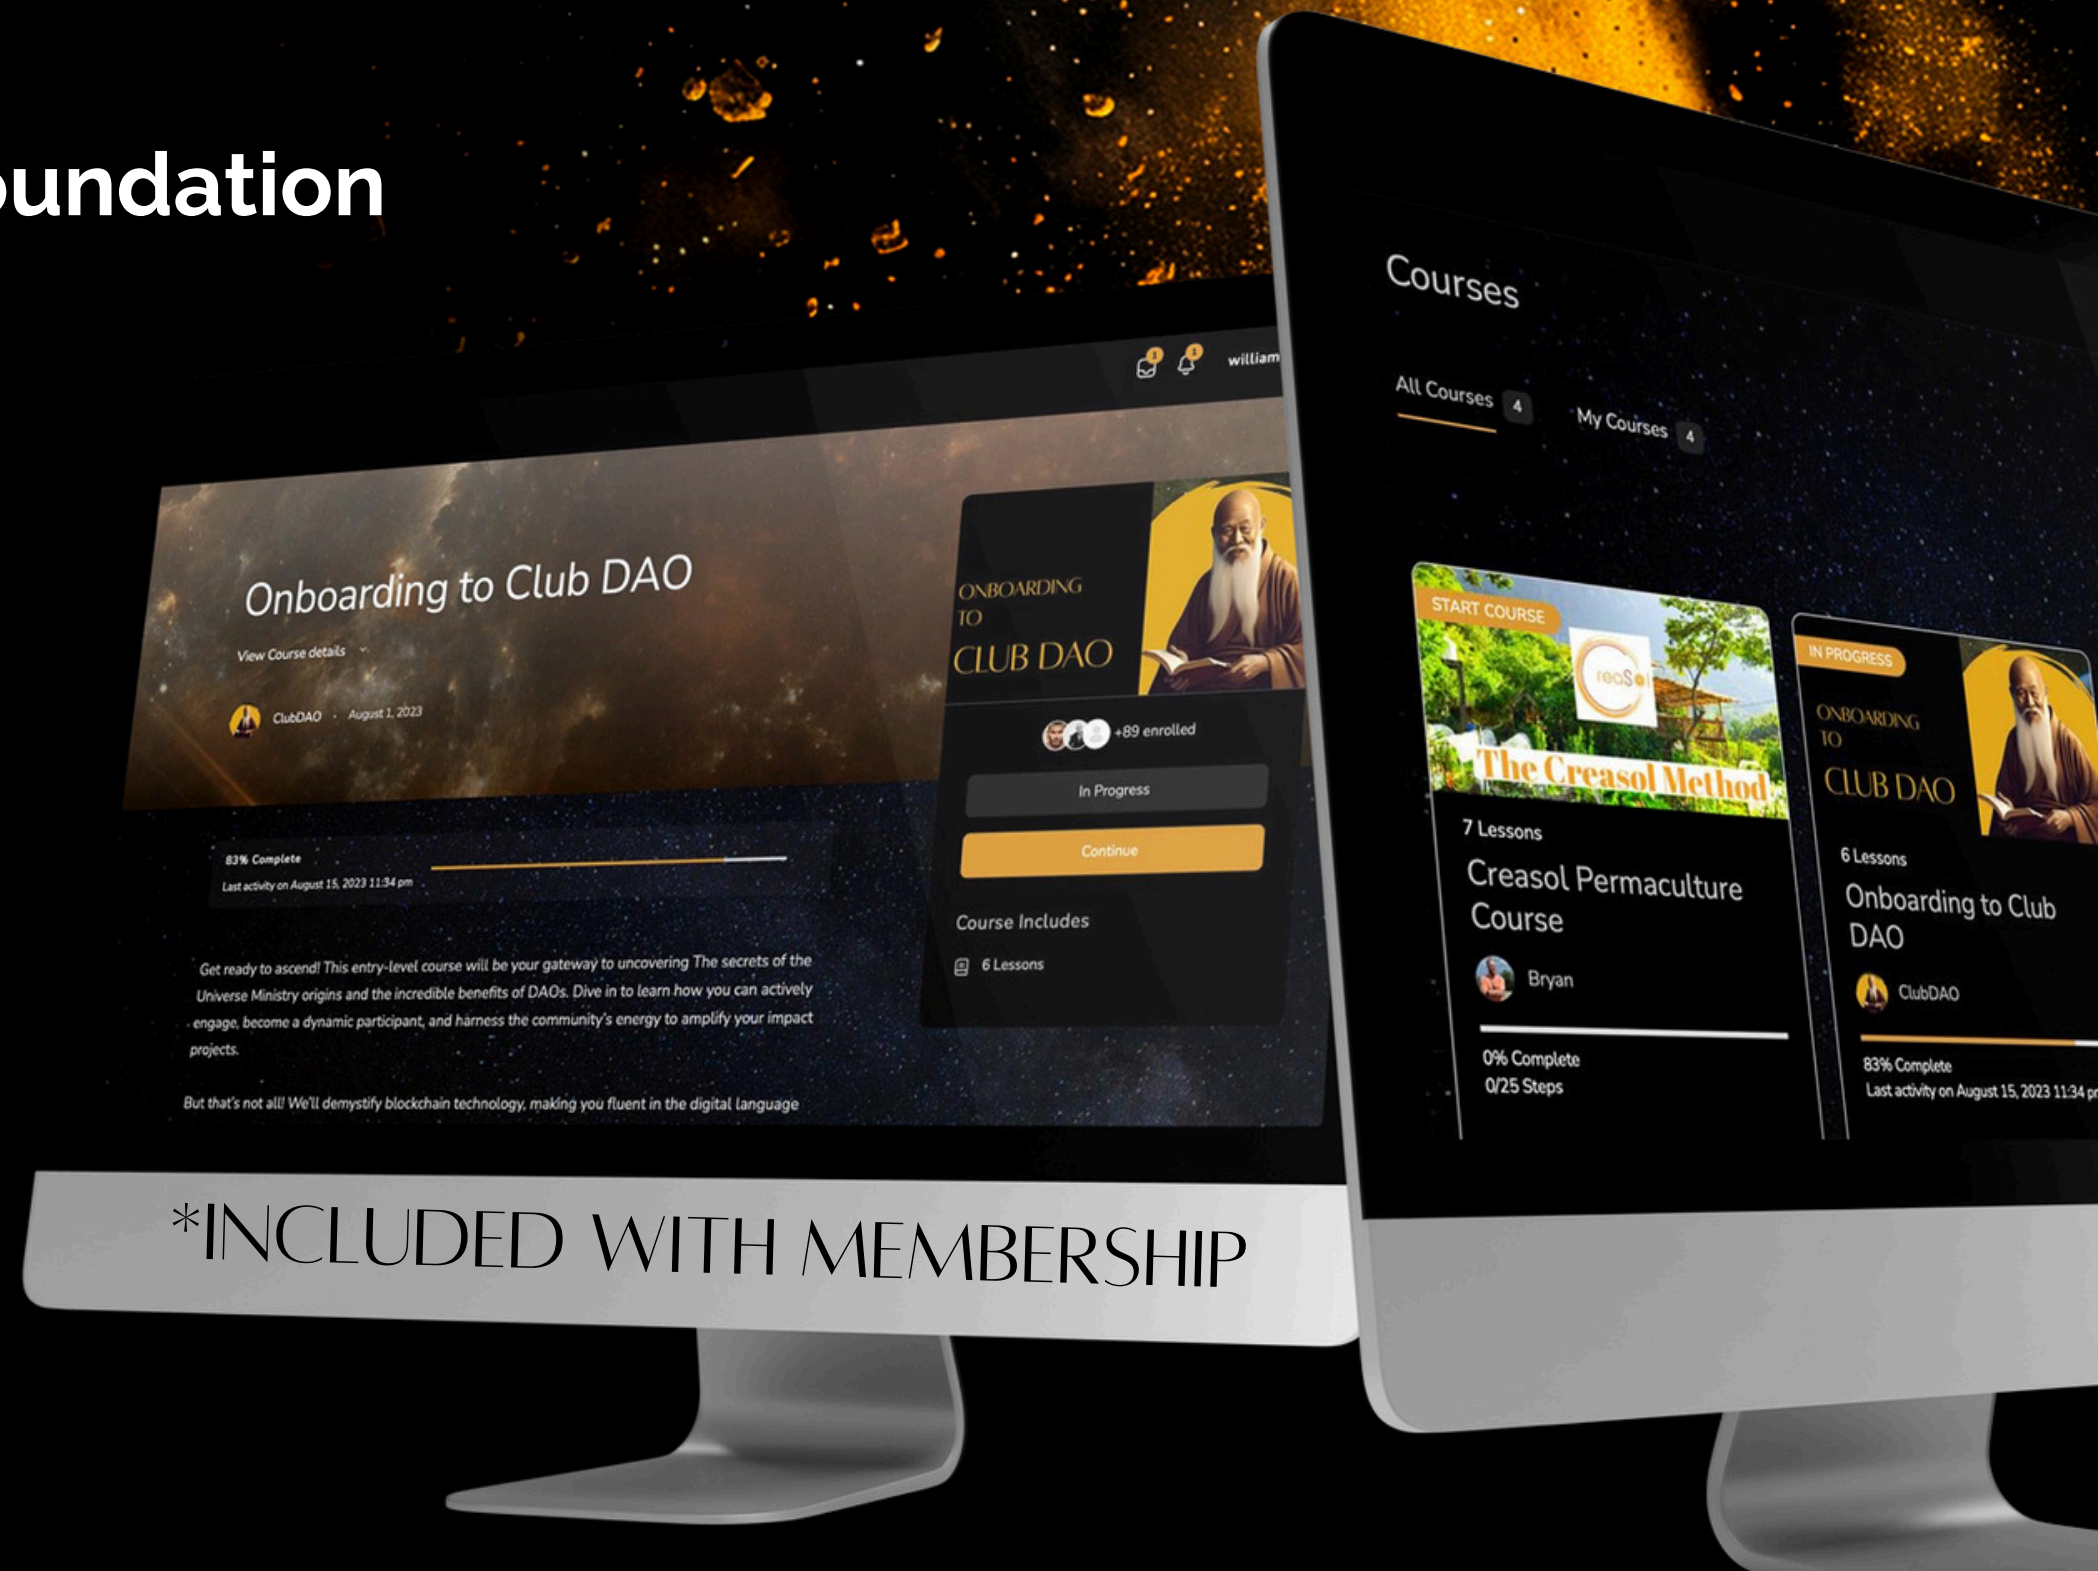 oundation
william
Onboarding to Club DAO
View Course details
ClubDAO · August 1, 2023
ONBOARDING
TO
CLUB DAO
+89 enrolled
In Progress
Continue
Course Includes
6 Lessons
83% Complete
Last activity on August 15, 2023 11:34 pm
Get ready to ascend! This entry-level course will be your gateway to uncovering The secrets of the
Universe Ministry origins and the incredible benefits of DAOs. Dive in to learn how you can actively
engage, become a dynamic participant, and harness the community's energy to amplify your impact
projects.
But that's not all! We'll demystify blockchain technology, making you fluent in the digital language
*INCLUDED WITH MEMBERSHIP
Courses
All Courses 4 My Courses 4
START COURSE
The Creasol Method
7 Lessons
Creasol Permaculture
Course
Bryan
0% Complete
0/25 Steps
IN PROGRESS
ONBOARDING
TO
CLUB DAO
6 Lessons
Onboarding to Club
DAO
ClubDAO
83% Complete
Last activity on August 15, 2023 11:34